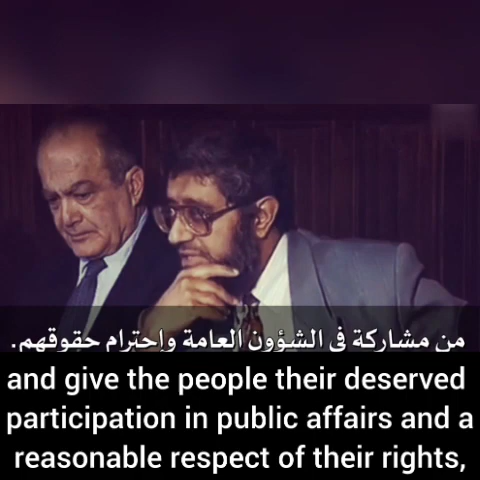 من مشاركة في الشؤون العامة وإحترام حقوقهم.
and give the people their deserved
participation in public affairs and a
reasonable respect of their rights,